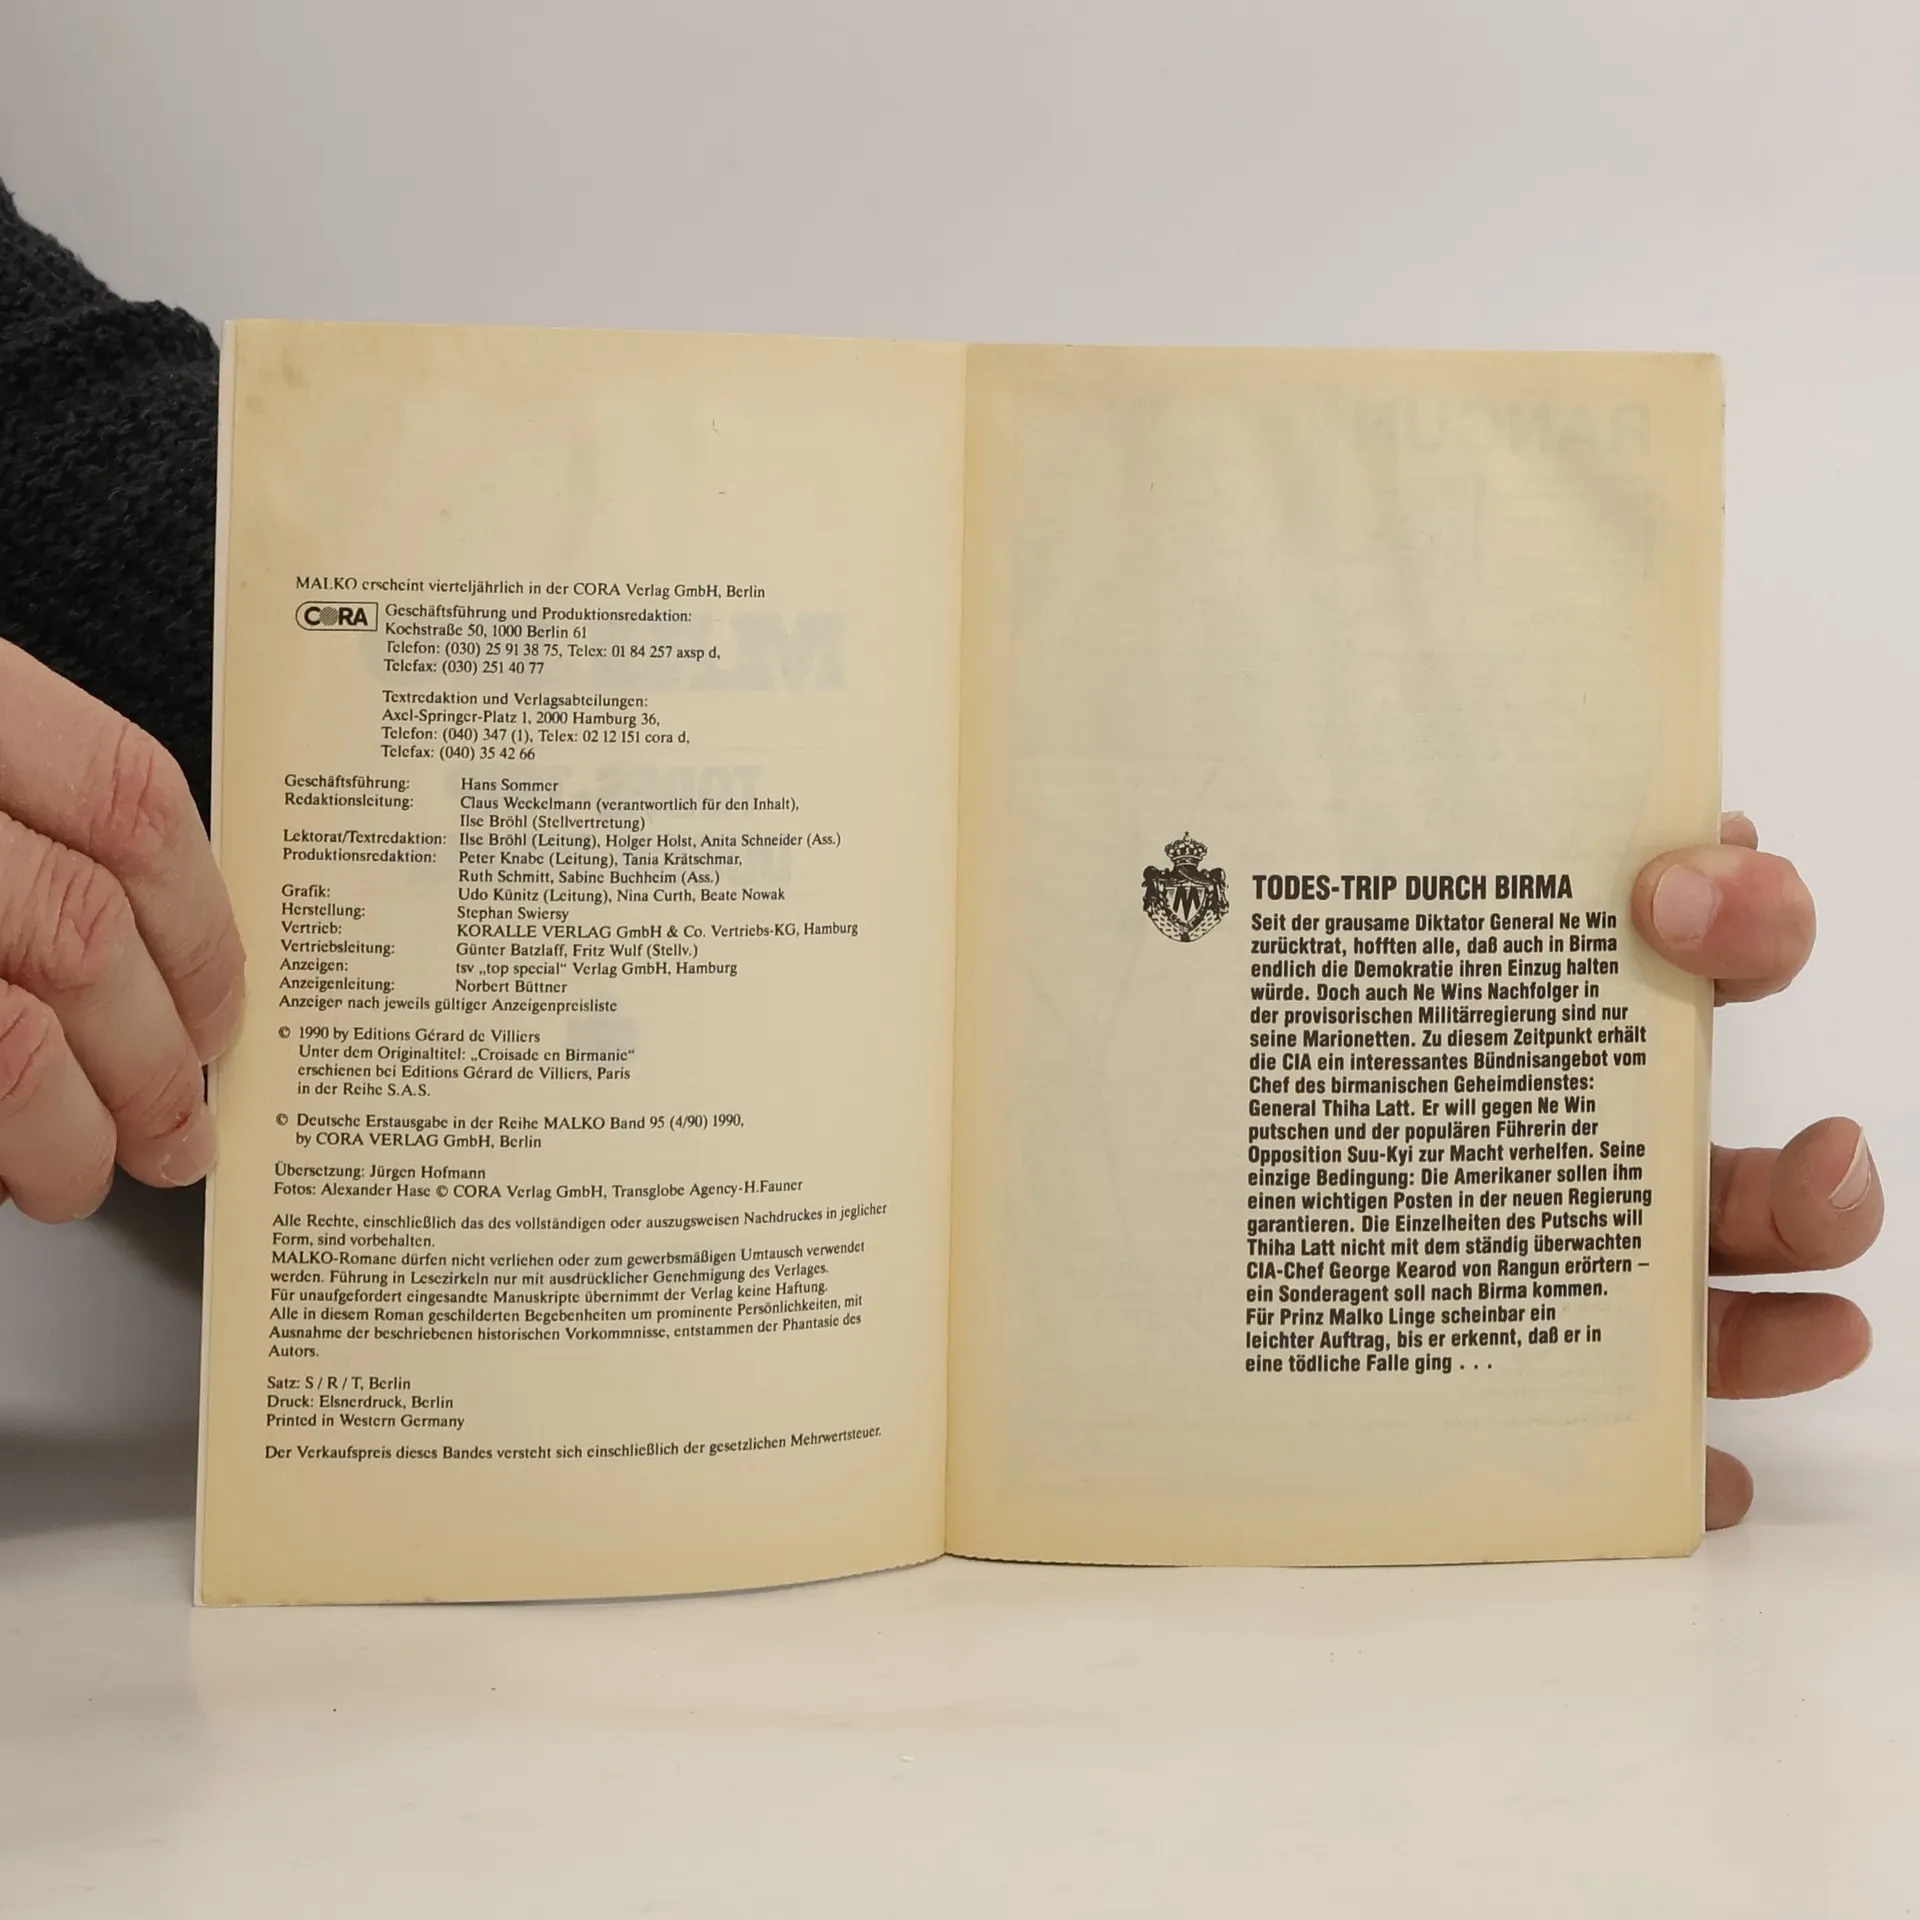 MALKO erscheint vierteljährlich in der CORA Verlag GmbH, Berlin
CORA
Geschäftsführung und Produktionsredaktion:
Kochstraße 50, 1000 Berlin 61
Telefon: (030) 25 91 38 75, Telex: 01 84 257 axsp d,
Telefax: (030) 251 40 77
Textredaktion und Verlagsabteilungen:
Axel-Springer-Platz 1, 2000 Hamburg 36,
Telefon: (040) 347 (1), Telex: 02 12 151 cora d,
Telefax: (040) 35 42 66
Geschäftsführung: Hans Sommer
Redaktionsleitung: Claus Weckelmann (verantwortlich für den Inhalt),
Ilse Bröhl (Stellvertretung)
Lektorat/Textredaktion: Ilse Bröhl (Leitung), Holger Holst, Anita Schneider (Ass.)
Produktionsredaktion: Peter Knabe (Leitung), Tania Krätschmar,
Ruth Schmitt, Sabine Buchheim (Ass.)
Grafik: Udo Künitz (Leitung), Nina Curth, Beate Nowak
Herstellung: Stephan Swiersy
Vertrieb: KORALLE VERLAG GmbH & Co. Vertriebs-KG, Hamburg
Vertriebsleitung: Günter Batzlaff, Fritz Wulf (Stellv.)
Anzeigen: tsv „top special“ Verlag GmbH, Hamburg
Anzeigenleitung: Norbert Büttner
Anzeigen nach jeweils gültiger Anzeigenpreisliste
© 1990 by Editions Gérard de Villiers
Unter dem Originaltitel: „Croisade en Birmanie“
erschienen bei Editions Gérard de Villiers, Paris
in der Reihe S.A.S.
© Deutsche Erstausgabe in der Reihe MALKO Band 95 (4/90) 1990,
by CORA VERLAG GmbH, Berlin
Übersetzung: Jürgen Hofmann
Fotos: Alexander Hase © CORA Verlag GmbH, Transglobe Agency-H.Fauner
Alle Rechte, einschließlich das des vollständigen oder auszugsweisen Nachdruckes in jeglicher
Form, sind vorbehalten.
MALKO-Romane dürfen nicht verliehen oder zum gewerbsmäßigen Umtausch verwendet
werden. Führung in Lesezirkeln nur mit ausdrücklicher Genehmigung des Verlages.
Für unaufgefordert eingesandte Manuskripte übernimmt der Verlag keine Haftung.
Alle in diesem Roman geschilderten Begebenheiten um prominente Persönlichkeiten, mit
Ausnahme der beschriebenen historischen Vorkommnisse, entstammen der Phantasie des
Autors.
Satz: S / R / T, Berlin
Druck: Elsnerdruck, Berlin
Printed in Western Germany
Der Verkaufspreis dieses Bandes versteht sich einschließlich der gesetzlichen Mehrwertsteuer.
M
TODES-TRIP DURCH BIRMA
Seit der grausame Diktator General Ne Win
zurücktrat, hofften alle, daß auch in Birma
endlich die Demokratie ihren Einzug halten
würde. Doch auch Ne Wins Nachfolger in
der provisorischen Militärregierung sind nur
seine Marionetten. Zu diesem Zeitpunkt erhält
die CIA ein interessantes Bündnisangebot vom
Chef des birmanischen Geheimdienstes:
General Thiha Latt. Er will gegen Ne Win
putschen und der populären Führerin der
Opposition Suu-Kyi zur Macht verhelfen. Seine
einzige Bedingung: Die Amerikaner sollen ihm
einen wichtigen Posten in der neuen Regierung
garantieren. Die Einzelheiten des Putschs will
Thiha Latt nicht mit dem ständig überwachten
CIA-Chef George Kearod von Rangun erörtern –
ein Sonderagent soll nach Birma kommen.
Für Prinz Malko Linge scheinbar ein
leichter Auftrag, bis er erkennt, daß er in
eine tödliche Falle ging . . .